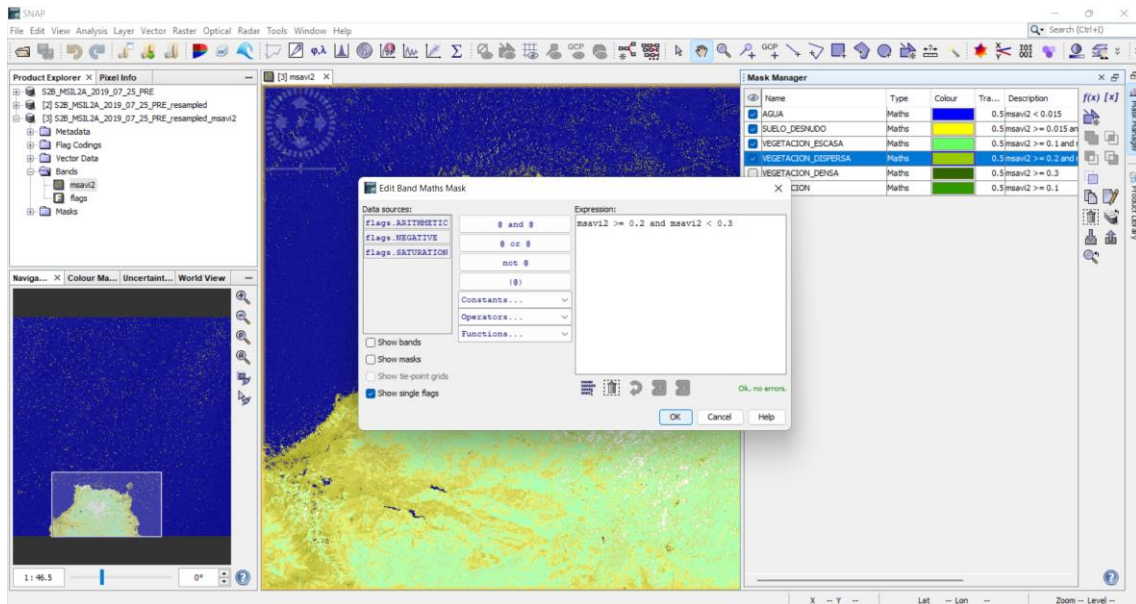 SNAP
File Edit View Analysis Layer Vector Raster Optical Radar Tools Window Help
Search (Ctrl+I)
Product Explorer × Pixel Info
[3] msavi2 ×
Mask Manager
S2B_MSIL2A_2019_07_25_PRE
[2] S2B_MSIL2A_2019_07_25_PRE_resampled
[3] S2B_MSIL2A_2019_07_25_PRE_resampled_msavi2
Metadata
Flag Codings
Vector Data
Bands
msavi2
flags
Masks
Name Type Colour Tra... Description
AGUA Maths 0.5 msavi2 < 0.015
SUELO_DESNUDO Maths 0.5 msavi2 >= 0.015 an
VEGETACION_ESCASA Maths 0.5 msavi2 >= 0.1 and
VEGETACION_DISPERSA Maths 0.5 msavi2 >= 0.2 and
VEGETACION_DENSA Maths 0.5 msavi2 >= 0.3
CION Maths 0.5 msavi2 >= 0.1
f(x) [x]
Mask Manager
Product Library
Edit Band Maths Mask
Data sources:
flags.ARITHMETIC
flags.NEGATIVE
flags.SATURATION
@ and @
@ or @
not @
(@)
Constants...
Operators...
Functions...
Expression:
msavi2 >= 0.2 and msavi2 < 0.3
Show bands
Show masks
Show tie-point grids
Show single flags
Ok, no errors.
OK Cancel Help
Naviga... × Colour Ma... Uncertaint... World View
1 : 46.5
0°
X -- Y -- Lat -- Lon -- Zoom -- Level --